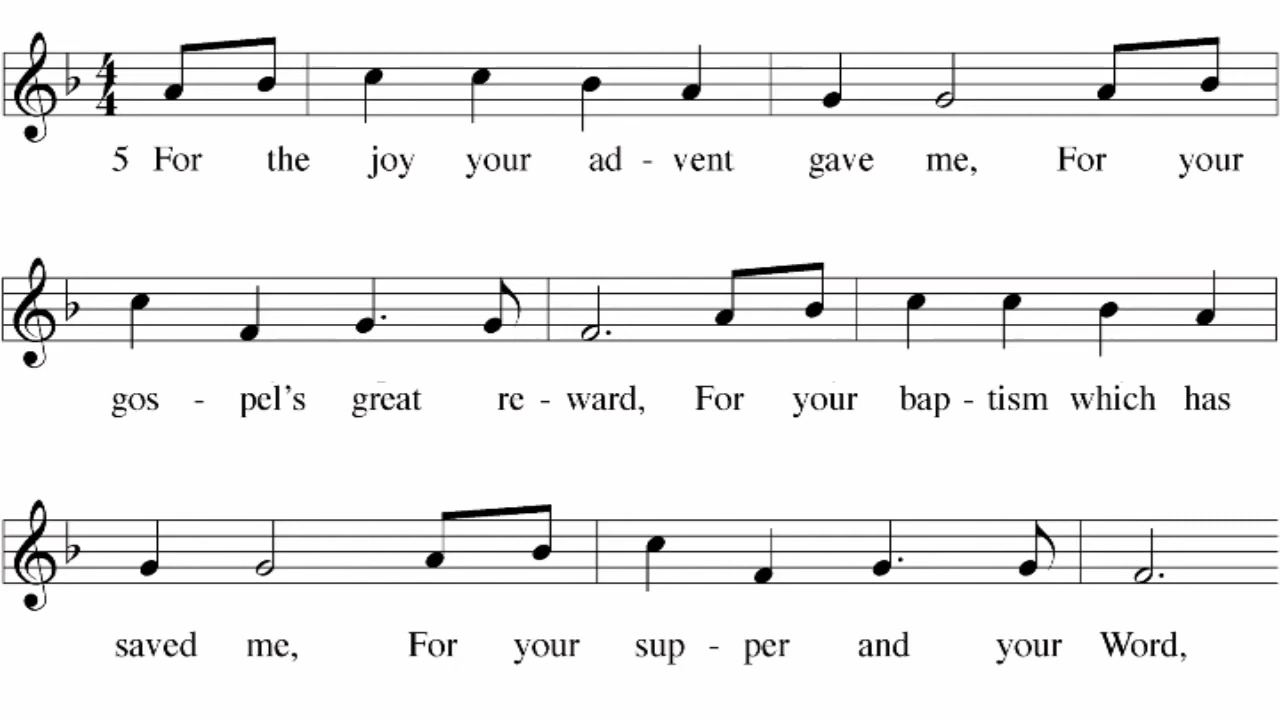 5 For the joy your ad - vent gave me, For your
gos - pel's great re - ward, For your bap - tism which has
saved me, For your sup - per and your Word,